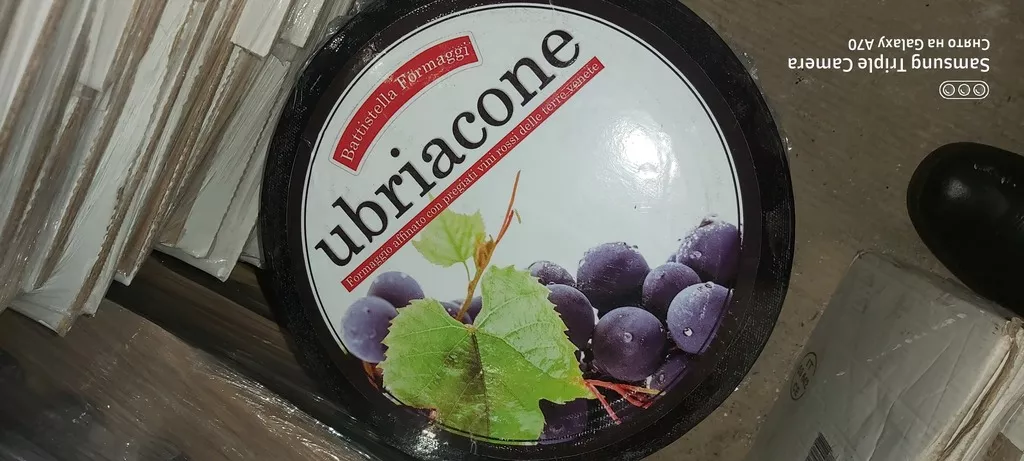 Battistella Formaggi
ubriacone
Formaggio affinato con pregiati vini rossi delle terre venete
Samsung Triple Camera
Снято на Galaxy A70